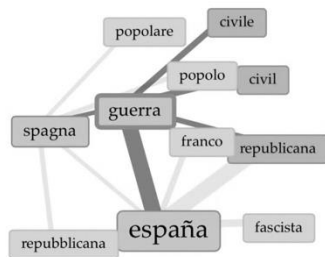 popolare
civile
popolo
civil
guerra
spagna
franco
republicana
españa
fascista
repubblicana